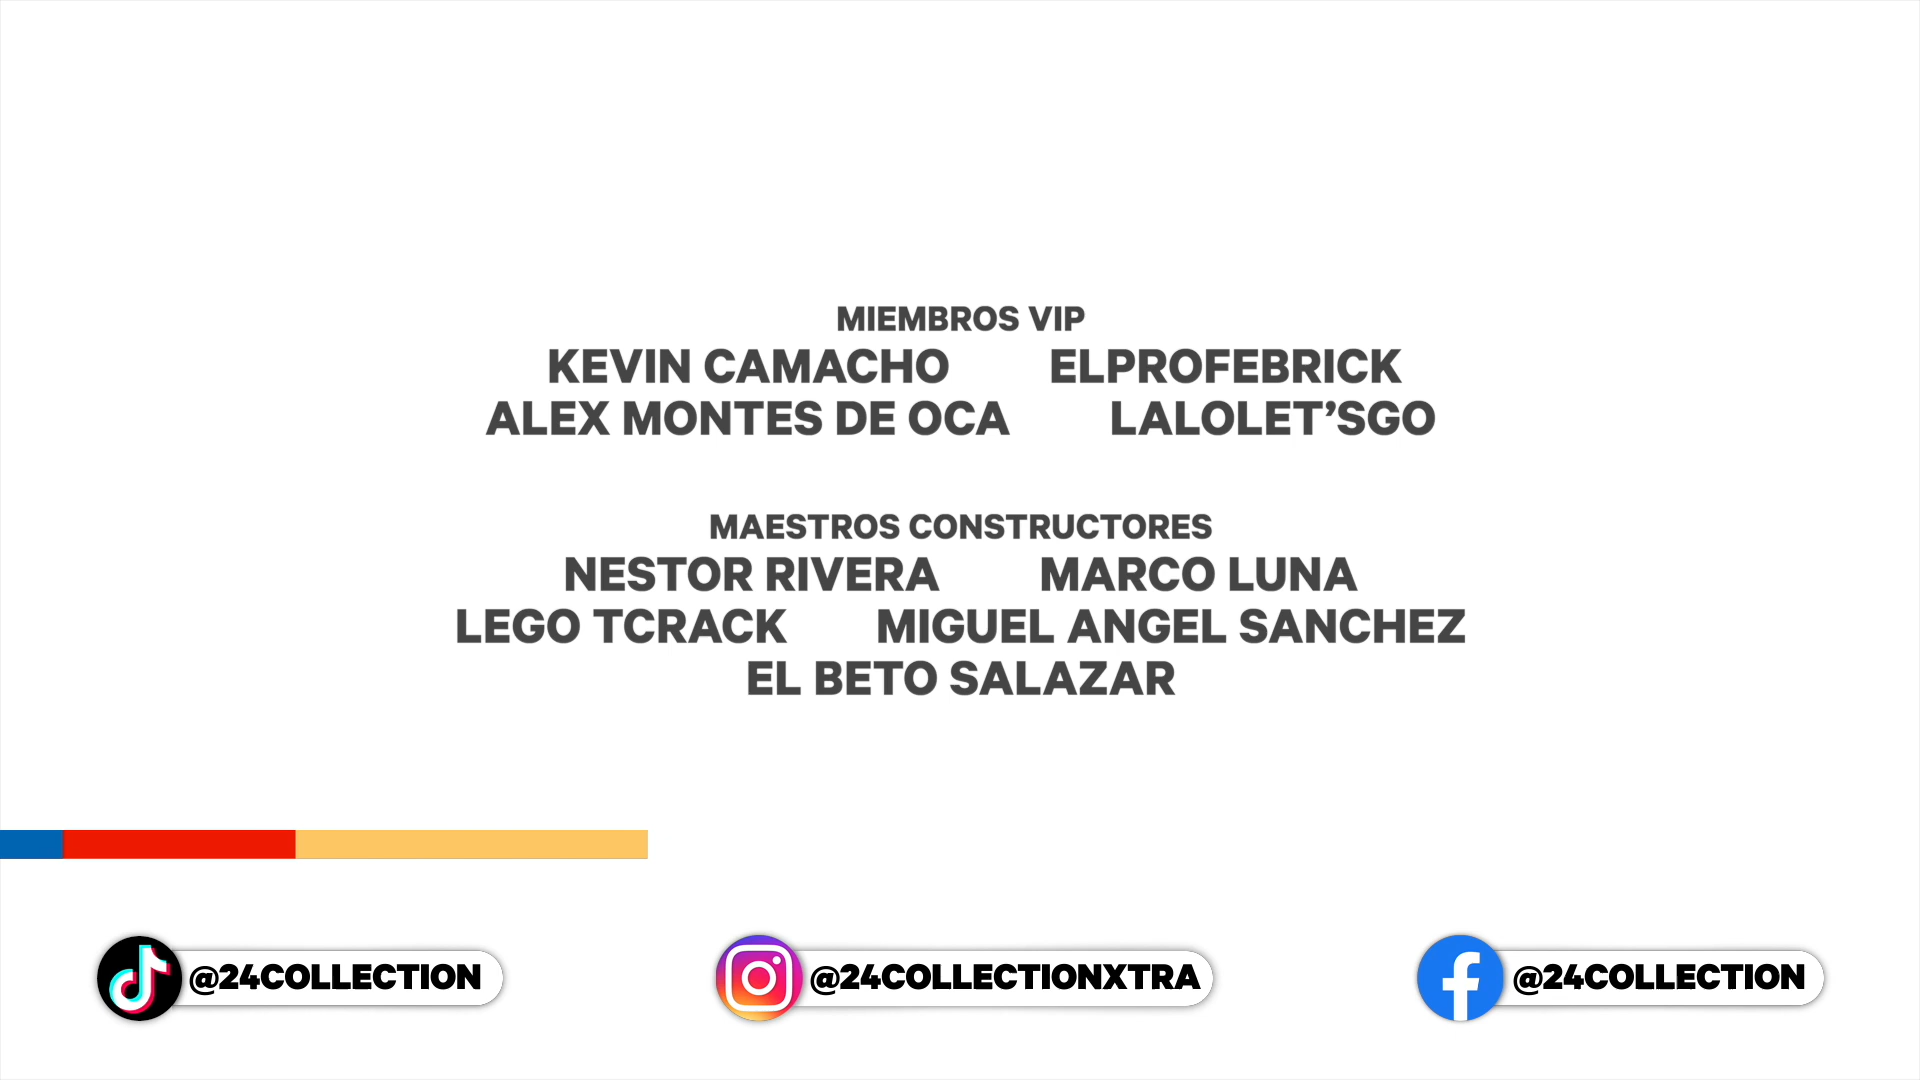 MIEMBROS VIP
KEVIN CAMACHO ELPROFEBRICK
ALEX MONTES DE OCA LALOLET’SGO
MAESTROS CONSTRUCTORES
NESTOR RIVERA MARCO LUNA
LEGO TCRACK MIGUEL ANGEL SANCHEZ
EL BETO SALAZAR
@24COLLECTION @24COLLECTIONXTRA @24COLLECTION